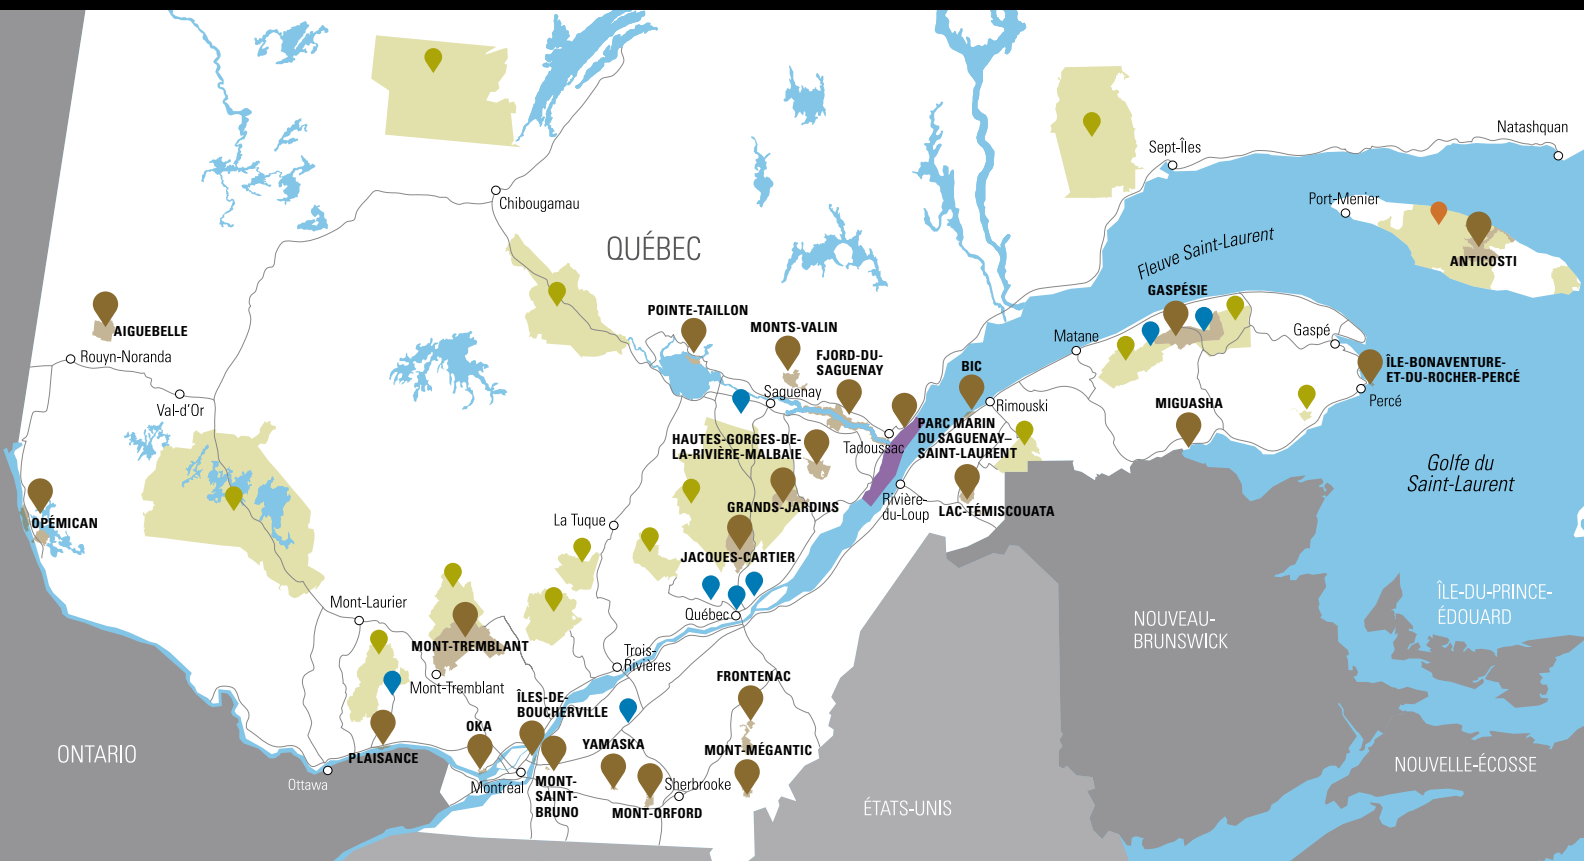 Natashquan
Sept-Îles
Port-Menier
Chibougamau
QUÉBEC
Fleuve Saint-Laurent
ANTICOSTI
GASPÉSIE
POINTE-TAILLON
MONTS-VALIN
AIGUEBELLE
Rouyn-Noranda
Matane
Gaspé
FJORD-DU-
SAGUENAY
BIC
ÎLE-BONAVENTURE-
ET-DU-ROCHER-PERCÉ
Saguenay
Val-d'Or
Rimouski
MIGUASHA
Percé
PARC MARIN
DU SAGUENAY–
SAINT-LAURENT
HAUTES-GORGES-DE-
LA-RIVIÈRE-MALBAIE
Tadoussac
Golfe du
Saint-Laurent
OPÉMICAN
La Tuque
GRANDS-JARDINS
Rivière-
du-Loup
LAC-TÉMISCOUATA
JACQUES-CARTIER
Mont-Laurier
Québec
ÎLE-DU-PRINCE-
ÉDOUARD
NOUVEAU-
BRUNSWICK
MONT-TREMBLANT
Trois-
Rivières
Mont-Tremblant
FRONTENAC
ÎLES-DE-
BOUCHERVILLE
OKA
YAMASKA
MONT-MÉGANTIC
ONTARIO
PLAISANCE
NOUVELLE-ÉCOSSE
Ottawa
Montréal
MONT-
SAINT-
BRUNO
Sherbrooke
MONT-ORFORD
ÉTATS-UNIS